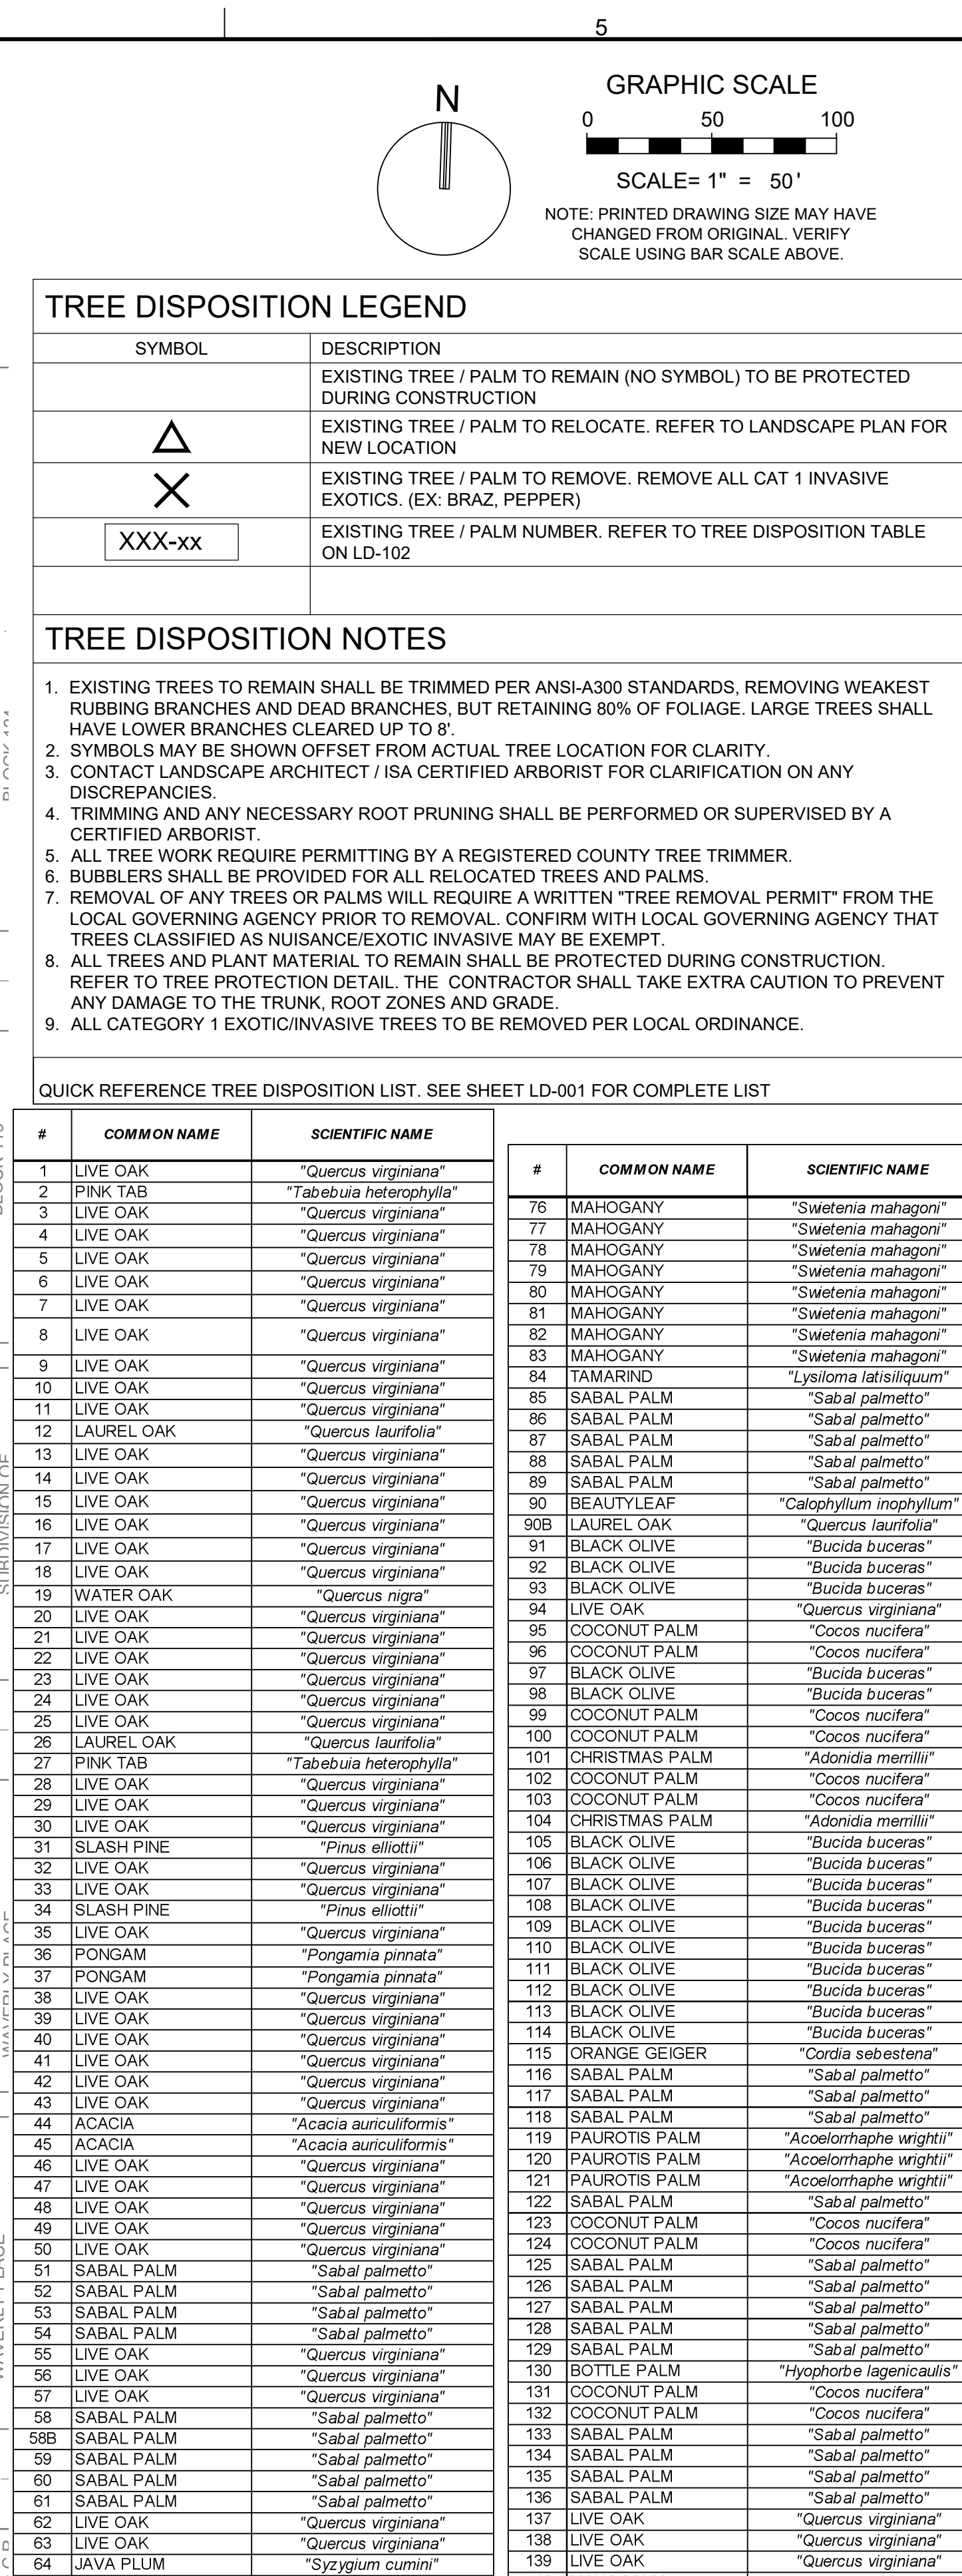 5
N
GRAPHIC SCALE
0 50 100
SCALE= 1" = 50'
NOTE: PRINTED DRAWING SIZE MAY HAVE
CHANGED FROM ORIGINAL. VERIFY
SCALE USING BAR SCALE ABOVE.
TREE DISPOSITION LEGEND
SYMBOL DESCRIPTION
EXISTING TREE / PALM TO REMAIN (NO SYMBOL) TO BE PROTECTED
DURING CONSTRUCTION
EXISTING TREE / PALM TO RELOCATE. REFER TO LANDSCAPE PLAN FOR
NEW LOCATION
EXISTING TREE / PALM TO REMOVE. REMOVE ALL CAT 1 INVASIVE
EXOTICS. (EX: BRAZ, PEPPER)
XXX-xx
EXISTING TREE / PALM NUMBER. REFER TO TREE DISPOSITION TABLE
ON LD-102
TREE DISPOSITION NOTES
1. EXISTING TREES TO REMAIN SHALL BE TRIMMED PER ANSI-A300 STANDARDS, REMOVING WEAKEST
RUBBING BRANCHES AND DEAD BRANCHES, BUT RETAINING 80% OF FOLIAGE. LARGE TREES SHALL
HAVE LOWER BRANCHES CLEARED UP TO 8'.
2. SYMBOLS MAY BE SHOWN OFFSET FROM ACTUAL TREE LOCATION FOR CLARITY.
3. CONTACT LANDSCAPE ARCHITECT / ISA CERTIFIED ARBORIST FOR CLARIFICATION ON ANY
DISCREPANCIES.
4. TRIMMING AND ANY NECESSARY ROOT PRUNING SHALL BE PERFORMED OR SUPERVISED BY A
CERTIFIED ARBORIST.
5. ALL TREE WORK REQUIRE PERMITTING BY A REGISTERED COUNTY TREE TRIMMER.
6. BUBBLERS SHALL BE PROVIDED FOR ALL RELOCATED TREES AND PALMS.
7. REMOVAL OF ANY TREES OR PALMS WILL REQUIRE A WRITTEN "TREE REMOVAL PERMIT" FROM THE
LOCAL GOVERNING AGENCY PRIOR TO REMOVAL. CONFIRM WITH LOCAL GOVERNING AGENCY THAT
TREES CLASSIFIED AS NUISANCE/EXOTIC INVASIVE MAY BE EXEMPT.
8. ALL TREES AND PLANT MATERIAL TO REMAIN SHALL BE PROTECTED DURING CONSTRUCTION.
REFER TO TREE PROTECTION DETAIL. THE CONTRACTOR SHALL TAKE EXTRA CAUTION TO PREVENT
ANY DAMAGE TO THE TRUNK, ROOT ZONES AND GRADE.
9. ALL CATEGORY 1 EXOTIC/INVASIVE TREES TO BE REMOVED PER LOCAL ORDINANCE.
QUICK REFERENCE TREE DISPOSITION LIST. SEE SHEET LD-001 FOR COMPLETE LIST
# COMMON NAME SCIENTIFIC NAME
1 LIVE OAK "Quercus virginiana"
2 PINK TAB "Tabebuia heterophylla"
3 LIVE OAK "Quercus virginiana"
4 LIVE OAK "Quercus virginiana"
5 LIVE OAK "Quercus virginiana"
6 LIVE OAK "Quercus virginiana"
7 LIVE OAK "Quercus virginiana"
8 LIVE OAK "Quercus virginiana"
9 LIVE OAK "Quercus virginiana"
10 LIVE OAK "Quercus virginiana"
11 LIVE OAK "Quercus virginiana"
12 LAUREL OAK "Quercus laurifolia"
13 LIVE OAK "Quercus virginiana"
14 LIVE OAK "Quercus virginiana"
15 LIVE OAK "Quercus virginiana"
16 LIVE OAK "Quercus virginiana"
17 LIVE OAK "Quercus virginiana"
18 LIVE OAK "Quercus virginiana"
19 WATER OAK "Quercus nigra"
20 LIVE OAK "Quercus virginiana"
21 LIVE OAK "Quercus virginiana"
22 LIVE OAK "Quercus virginiana"
23 LIVE OAK "Quercus virginiana"
24 LIVE OAK "Quercus virginiana"
25 LIVE OAK "Quercus virginiana"
26 LAUREL OAK "Quercus laurifolia"
27 PINK TAB "Tabebuia heterophylla"
28 LIVE OAK "Quercus virginiana"
29 LIVE OAK "Quercus virginiana"
30 LIVE OAK "Quercus virginiana"
31 SLASH PINE "Pinus elliottii"
32 LIVE OAK "Quercus virginiana"
33 LIVE OAK "Quercus virginiana"
34 SLASH PINE "Pinus elliottii"
35 LIVE OAK "Quercus virginiana"
36 PONGAM "Pongamia pinnata"
37 PONGAM "Pongamia pinnata"
38 LIVE OAK "Quercus virginiana"
39 LIVE OAK "Quercus virginiana"
40 LIVE OAK "Quercus virginiana"
41 LIVE OAK "Quercus virginiana"
42 LIVE OAK "Quercus virginiana"
43 LIVE OAK "Quercus virginiana"
44 ACACIA "Acacia auriculiformis"
45 ACACIA "Acacia auriculiformis"
46 LIVE OAK "Quercus virginiana"
47 LIVE OAK "Quercus virginiana"
48 LIVE OAK "Quercus virginiana"
49 LIVE OAK "Quercus virginiana"
50 LIVE OAK "Quercus virginiana"
51 SABAL PALM "Sabal palmetto"
52 SABAL PALM "Sabal palmetto"
53 SABAL PALM "Sabal palmetto"
54 SABAL PALM "Sabal palmetto"
55 LIVE OAK "Quercus virginiana"
56 LIVE OAK "Quercus virginiana"
57 LIVE OAK "Quercus virginiana"
58 SABAL PALM "Sabal palmetto"
58B SABAL PALM "Sabal palmetto"
59 SABAL PALM "Sabal palmetto"
60 SABAL PALM "Sabal palmetto"
61 SABAL PALM "Sabal palmetto"
62 LIVE OAK "Quercus virginiana"
63 LIVE OAK "Quercus virginiana"
64 JAVA PLUM "Syzygium cumini"
# COMMON NAME SCIENTIFIC NAME
76 MAHOGANY "Swietenia mahagoni"
77 MAHOGANY "Swietenia mahagoni"
78 MAHOGANY "Swietenia mahagoni"
79 MAHOGANY "Swietenia mahagoni"
80 MAHOGANY "Swietenia mahagoni"
81 MAHOGANY "Swietenia mahagoni"
82 MAHOGANY "Swietenia mahagoni"
83 MAHOGANY "Swietenia mahagoni"
84 TAMARIND "Lysiloma latisiliquum"
85 SABAL PALM "Sabal palmetto"
86 SABAL PALM "Sabal palmetto"
87 SABAL PALM "Sabal palmetto"
88 SABAL PALM "Sabal palmetto"
89 SABAL PALM "Sabal palmetto"
90 BEAUTYLEAF "Calophyllum inophyllum"
90B LAUREL OAK "Quercus laurifolia"
91 BLACK OLIVE "Bucida buceras"
92 BLACK OLIVE "Bucida buceras"
93 BLACK OLIVE "Bucida buceras"
94 LIVE OAK "Quercus virginiana"
95 COCONUT PALM "Cocos nucifera"
96 COCONUT PALM "Cocos nucifera"
97 BLACK OLIVE "Bucida buceras"
98 BLACK OLIVE "Bucida buceras"
99 COCONUT PALM "Cocos nucifera"
100 COCONUT PALM "Cocos nucifera"
101 CHRISTMAS PALM "Adonidia merrillii"
102 COCONUT PALM "Cocos nucifera"
103 COCONUT PALM "Cocos nucifera"
104 CHRISTMAS PALM "Adonidia merrillii"
105 BLACK OLIVE "Bucida buceras"
106 BLACK OLIVE "Bucida buceras"
107 BLACK OLIVE "Bucida buceras"
108 BLACK OLIVE "Bucida buceras"
109 BLACK OLIVE "Bucida buceras"
110 BLACK OLIVE "Bucida buceras"
111 BLACK OLIVE "Bucida buceras"
112 BLACK OLIVE "Bucida buceras"
113 BLACK OLIVE "Bucida buceras"
114 BLACK OLIVE "Bucida buceras"
115 ORANGE GEIGER "Cordia sebestena"
116 SABAL PALM "Sabal palmetto"
117 SABAL PALM "Sabal palmetto"
118 SABAL PALM "Sabal palmetto"
119 PAUROTIS PALM "Acoelorrhaphe wrightii"
120 PAUROTIS PALM "Acoelorrhaphe wrightii"
121 PAUROTIS PALM "Acoelorrhaphe wrightii"
122 SABAL PALM "Sabal palmetto"
123 COCONUT PALM "Cocos nucifera"
124 COCONUT PALM "Cocos nucifera"
125 SABAL PALM "Sabal palmetto"
126 SABAL PALM "Sabal palmetto"
127 SABAL PALM "Sabal palmetto"
128 SABAL PALM "Sabal palmetto"
129 SABAL PALM "Sabal palmetto"
130 BOTTLE PALM "Hyophorbe lagenicaulis"
131 COCONUT PALM "Cocos nucifera"
132 COCONUT PALM "Cocos nucifera"
133 SABAL PALM "Sabal palmetto"
134 SABAL PALM "Sabal palmetto"
135 SABAL PALM "Sabal palmetto"
136 SABAL PALM "Sabal palmetto"
137 LIVE OAK "Quercus virginiana"
138 LIVE OAK "Quercus virginiana"
139 LIVE OAK "Quercus virginiana"